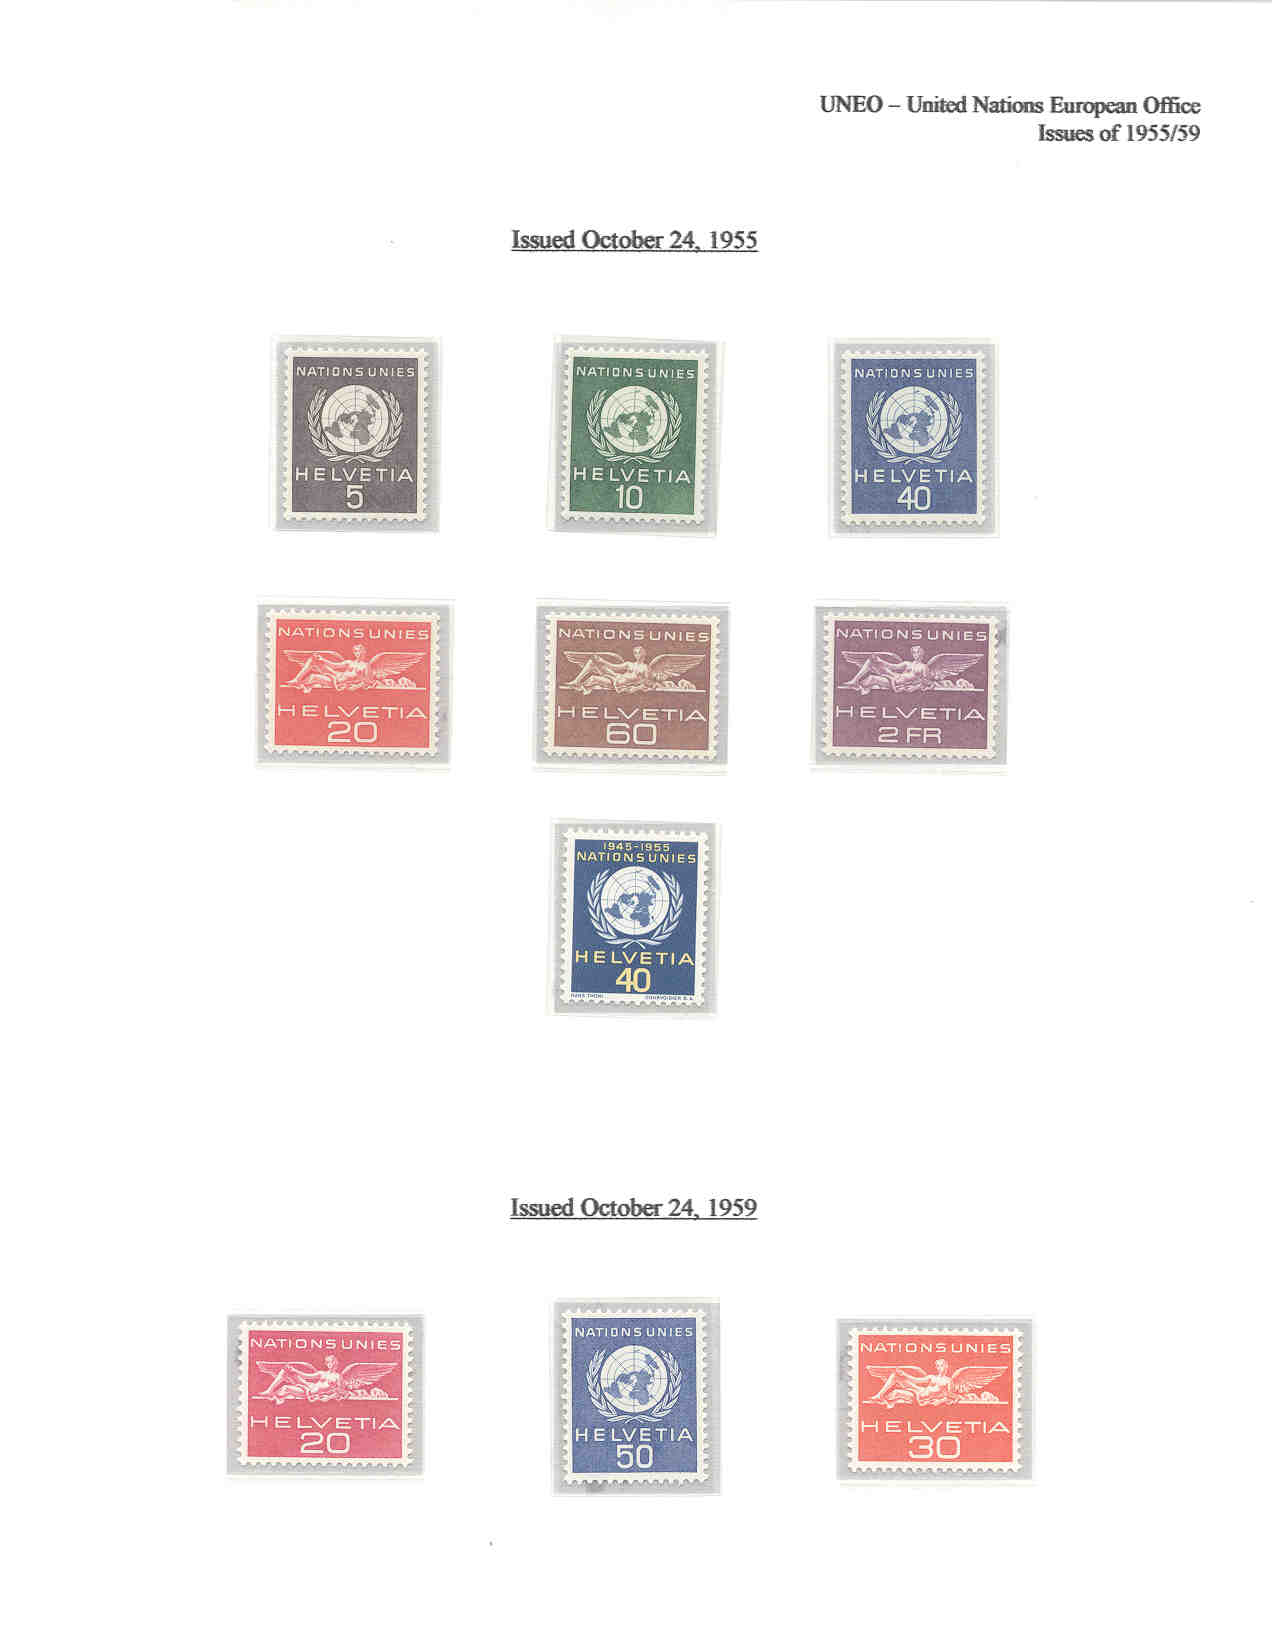 UNEO – United Nations European Office
Issues of 1955/59
Issued October 24, 1955
NATIONS UNIES
HELVETIA
5
NATIONS UNIES
HELVETIA
10
NATIONS UNIES
HELVETIA
40
NATIONS UNIES
HELVETIA
20
NATIONS UNIES
HELVETIA
60
NATIONS UNIES
HELVETIA
2 FR
1945-1955
NATIONS UNIES
HELVETIA
40
HANS THÖNI COURVOISIER S.A.
Issued October 24, 1959
NATIONS UNIES
HELVETIA
20
NATIONS UNIES
HELVETIA
50
NATIONS UNIES
HELVETIA
30